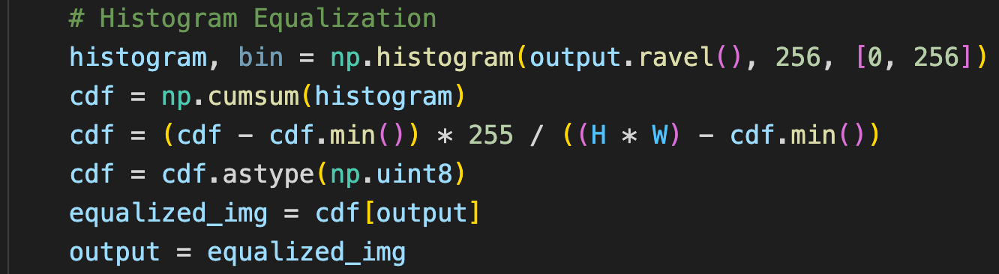 # Histogram Equalization
histogram, bin = np.histogram(output.ravel(), 256, [0, 256])
cdf = np.cumsum(histogram)
cdf = (cdf - cdf.min()) * 255 / ((H * W) - cdf.min())
cdf = cdf.astype(np.uint8)
equalized_img = cdf[output]
output = equalized_img